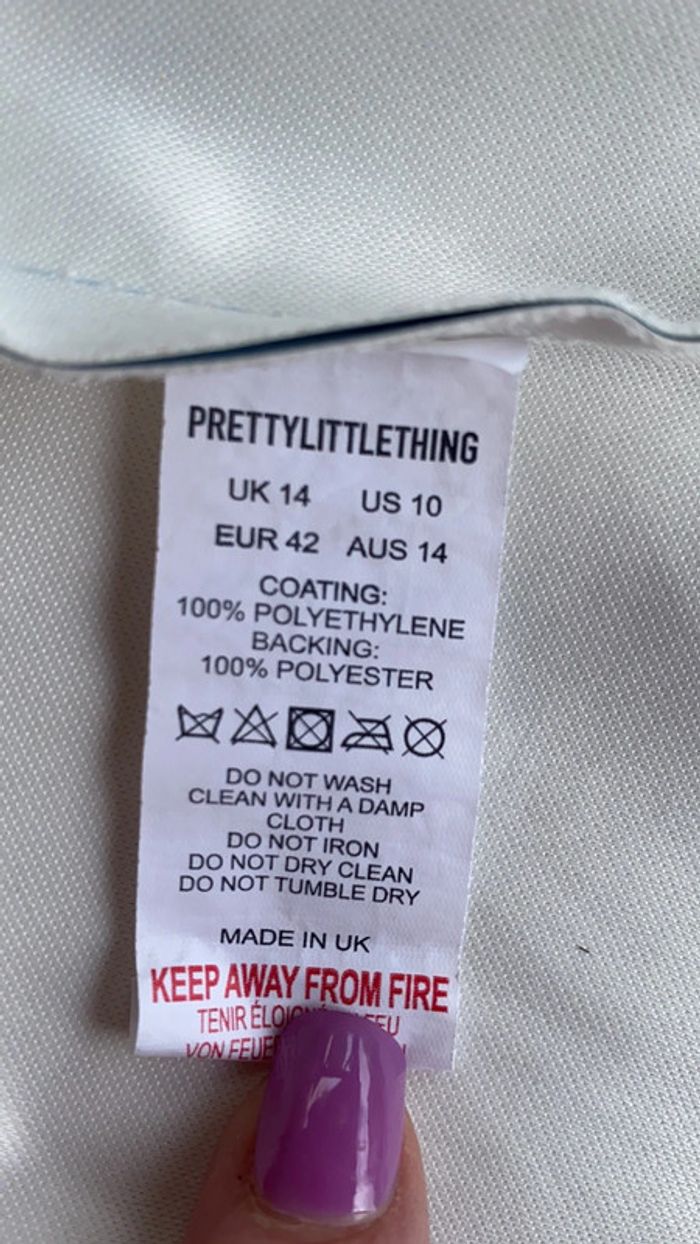 PRETTYLITTLETHING
UK 14 US 10
EUR 42 AUS 14
COATING:
100% POLYETHYLENE
BACKING:
100% POLYESTER
DO NOT WASH
CLEAN WITH A DAMP
CLOTH
DO NOT IRON
DO NOT DRY CLEAN
DO NOT TUMBLE DRY
MADE IN UK
KEEP AWAY FROM FIRE
TENIR
VON